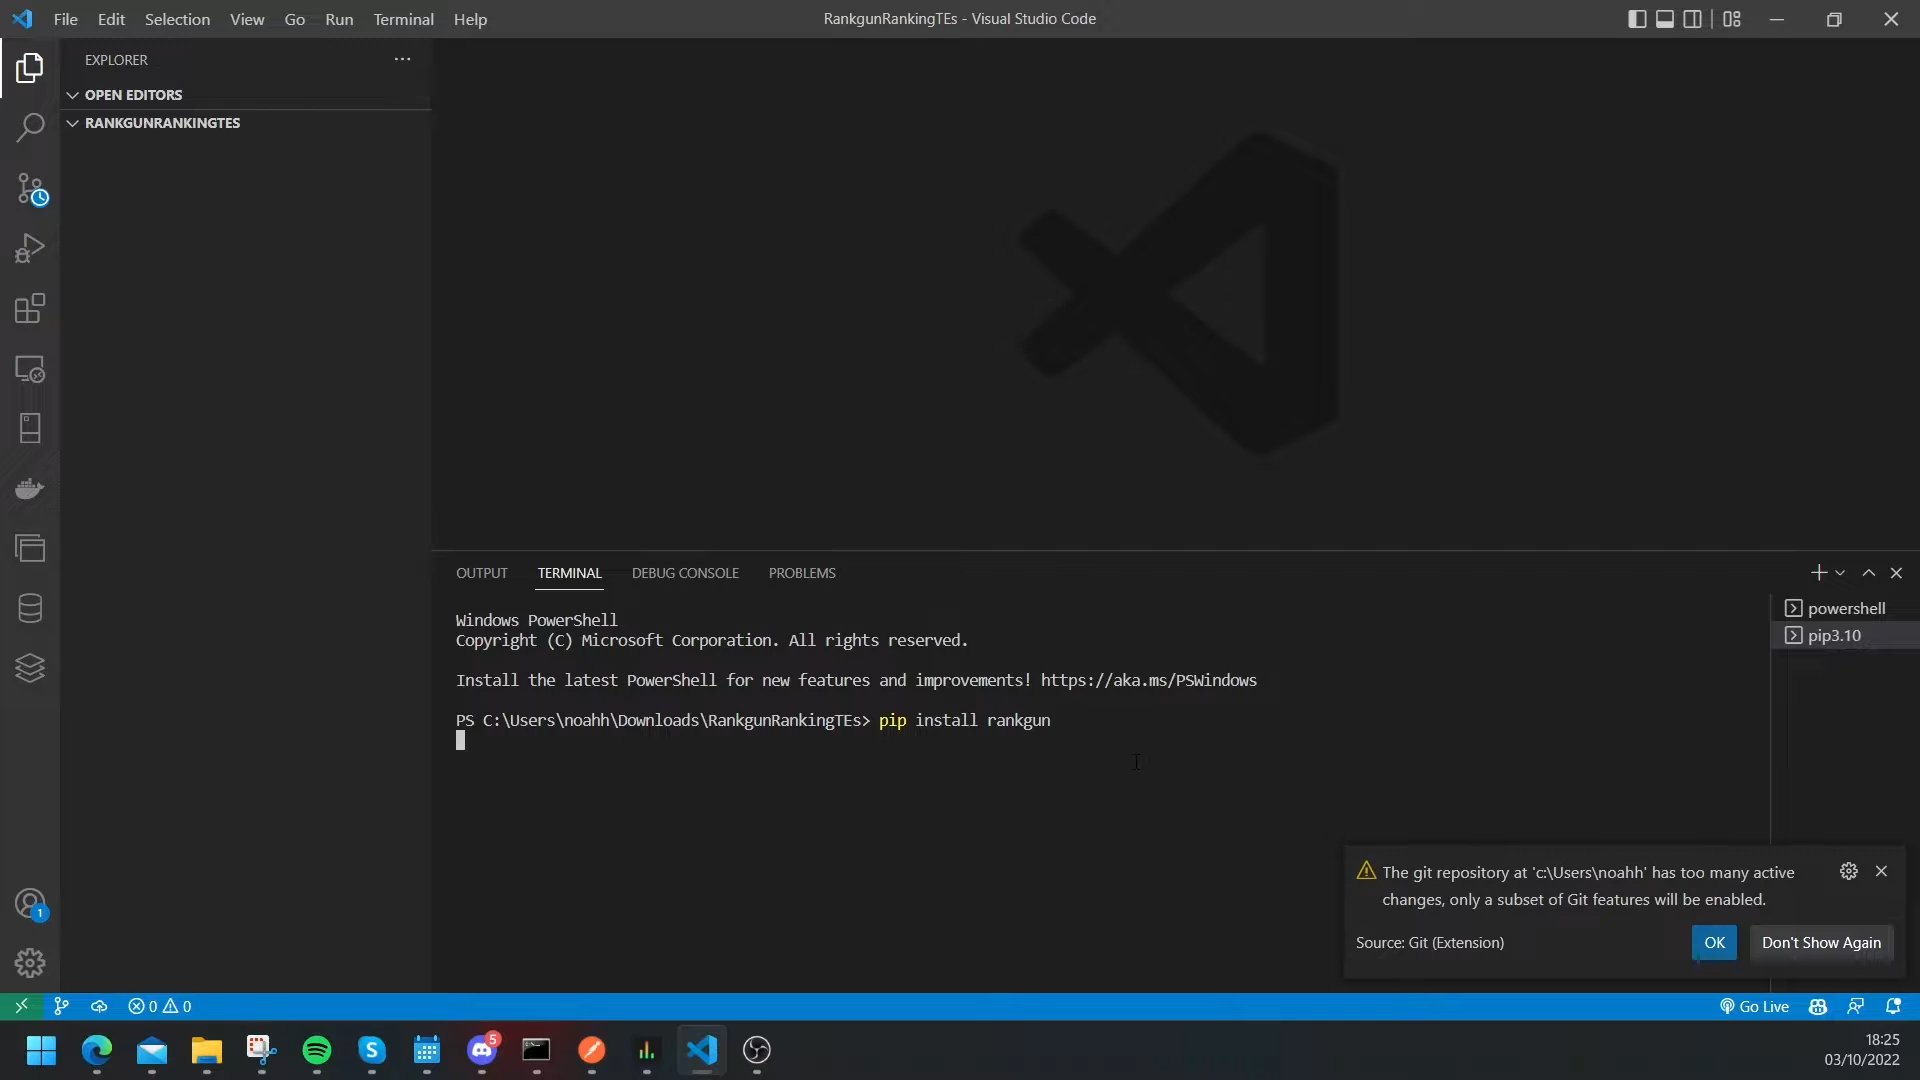 File Edit Selection View Go Run Terminal Help
RankgunRankingTEs - Visual Studio Code
EXPLORER
OPEN EDITORS
RANKGUNRANKINGTES
OUTPUT TERMINAL DEBUG CONSOLE PROBLEMS
Windows PowerShell
Copyright (C) Microsoft Corporation. All rights reserved.
Install the latest PowerShell for new features and improvements! https://aka.ms/PSWindows
PS C:\Users\noahh\Downloads\RankgunRankingTEs> pip install rankgun
powershell
pip3.10
The git repository at 'c:\Users\noahh' has too many active
changes, only a subset of Git features will be enabled.
Source: Git (Extension)
OK
Don't Show Again
1
0 0
Go Live
5
18:25
03/10/2022